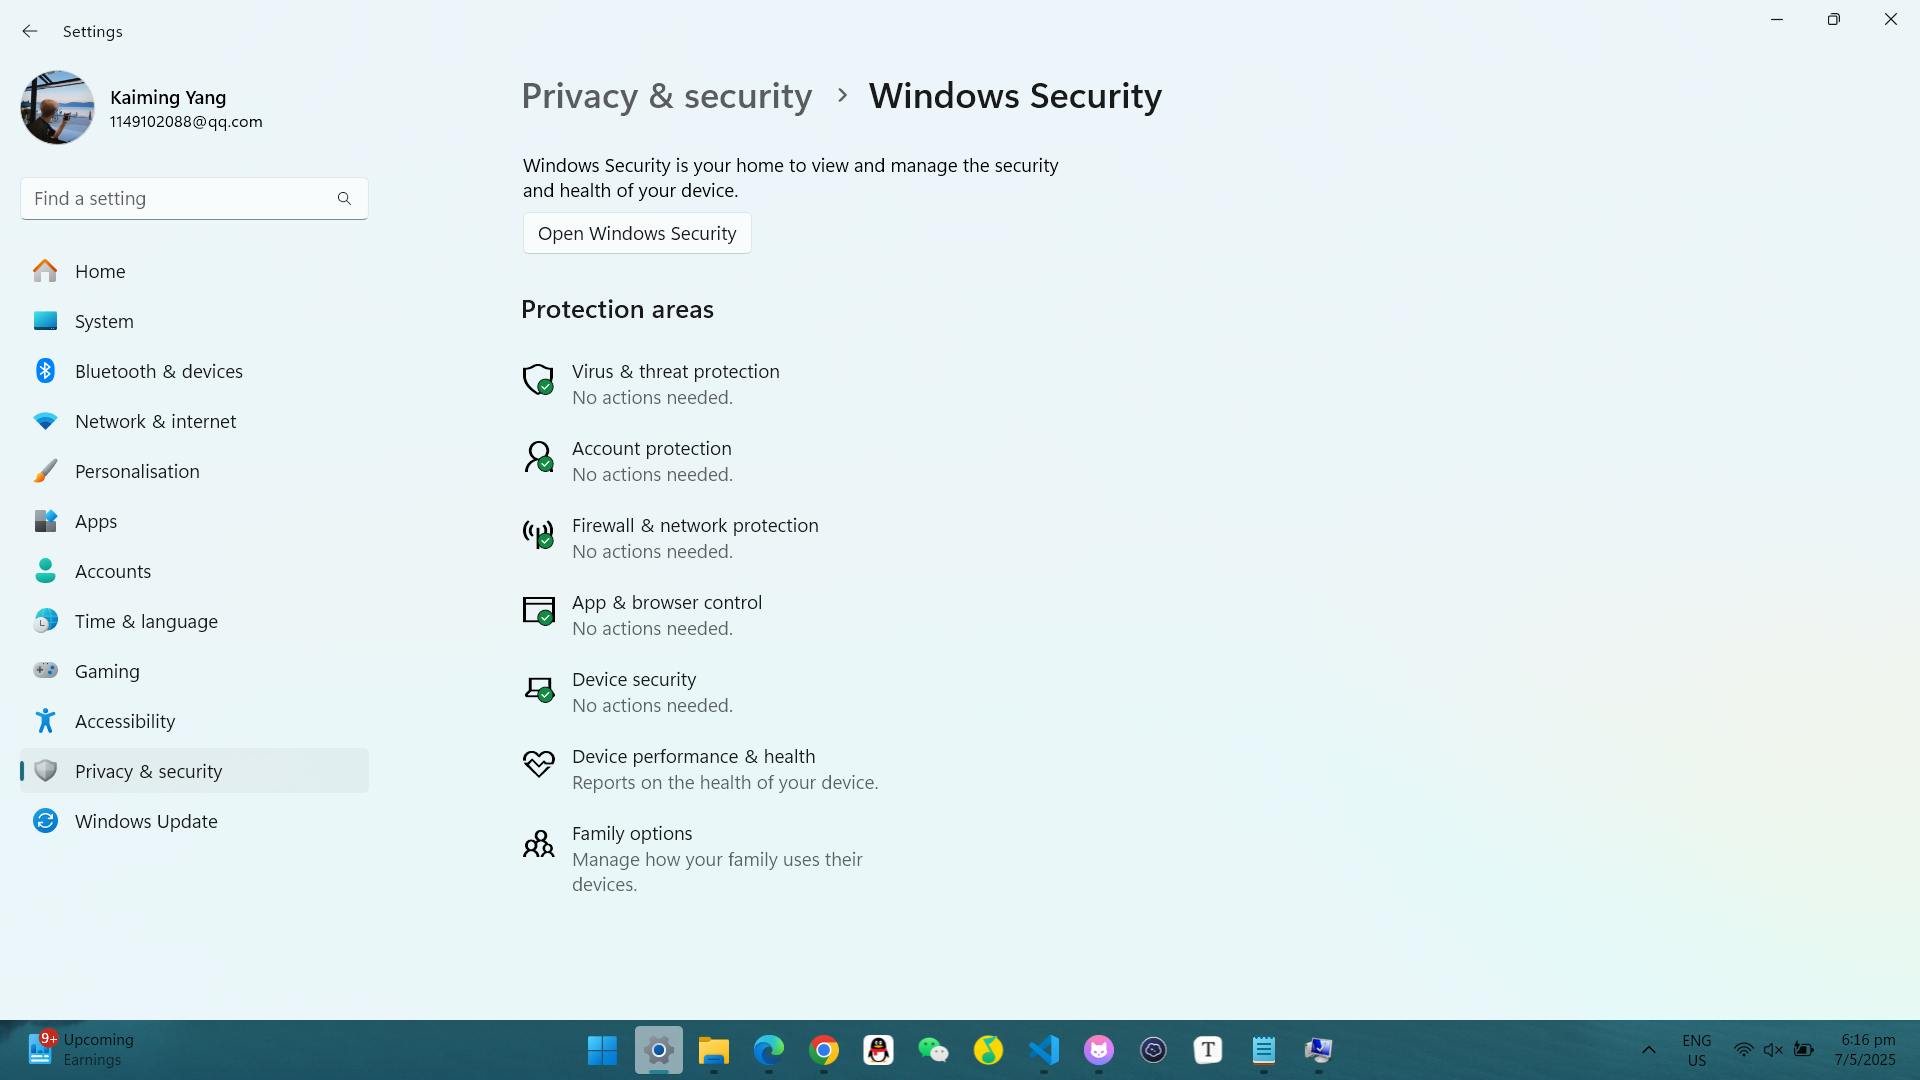 Settings
Kaiming Yang
1149102088@qq.com
Find a setting
Home
System
Bluetooth & devices
Network & internet
Personalisation
Apps
Accounts
Time & language
Gaming
Accessibility
Privacy & security
Windows Update
Privacy & security > Windows Security
Windows Security is your home to view and manage the security
and health of your device.
Open Windows Security
Protection areas
Virus & threat protection
No actions needed.
Account protection
No actions needed.
Firewall & network protection
No actions needed.
App & browser control
No actions needed.
Device security
No actions needed.
Device performance & health
Reports on the health of your device.
Family options
Manage how your family uses their
devices.
9+
Upcoming
Earnings
T
ENG
US
6:16 pm
7/5/2025